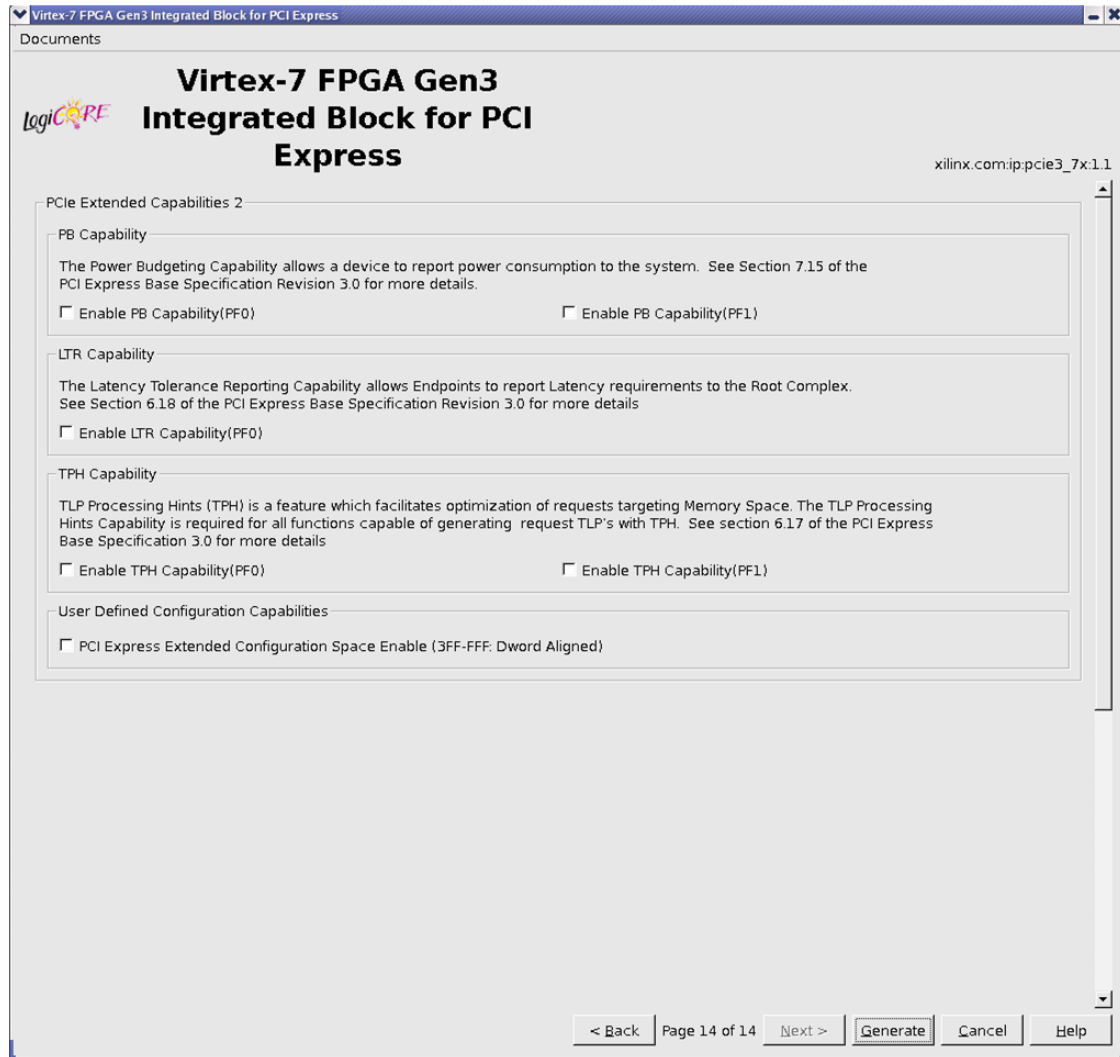 Virtex-7 FPGA Gen3 Integrated Block for PCI Express
Documents
LogiCORE
Virtex-7 FPGA Gen3
Integrated Block for PCI
Express
xilinx.com:ip:pcie3_7x:1.1
PCIe Extended Capabilities 2
PB Capability
The Power Budgeting Capability allows a device to report power consumption to the system.  See Section 7.15 of the
PCI Express Base Specification Revision 3.0 for more details.
Enable PB Capability(PF0)
Enable PB Capability(PF1)
LTR Capability
The Latency Tolerance Reporting Capability allows Endpoints to report Latency requirements to the Root Complex.
See Section 6.18 of the PCI Express Base Specification Revision 3.0 for more details
Enable LTR Capability(PF0)
TPH Capability
TLP Processing Hints (TPH) is a feature which facilitates optimization of requests targeting Memory Space. The TLP Processing
Hints Capability is required for all functions capable of generating  request TLP's with TPH.  See section 6.17 of the PCI Express
Base Specification 3.0 for more details
Enable TPH Capability(PF0)
Enable TPH Capability(PF1)
User Defined Configuration Capabilities
PCI Express Extended Configuration Space Enable (3FF-FFF: Dword Aligned)
< Back
Page 14 of 14
Next >
Generate
Cancel
Help